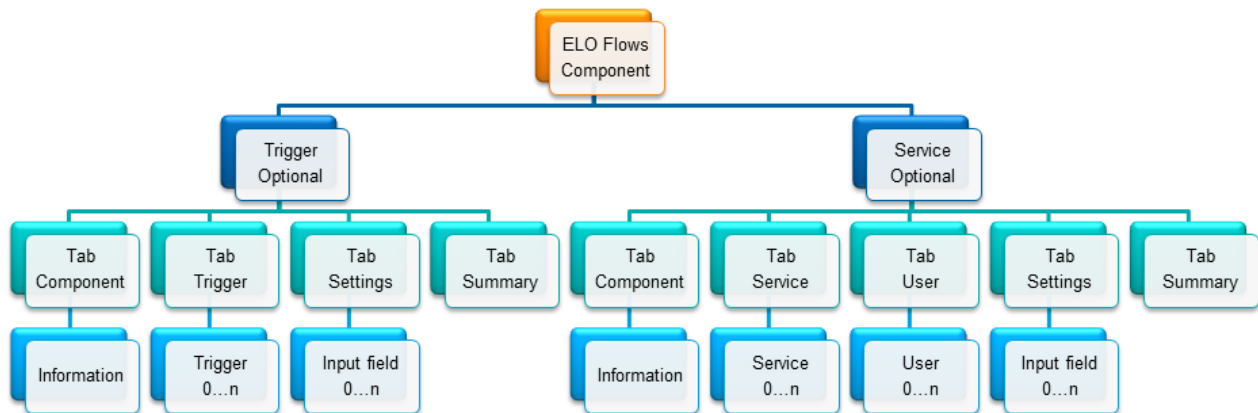 ELO Flows
Component
Trigger
Optional
Service
Optional
Tab
Component
Tab
Trigger
Tab
Settings
Tab
Summary
Tab
Component
Tab
Service
Tab
User
Tab
Settings
Tab
Summary
Information
Trigger
0...n
Input field
0...n
Information
Service
0...n
User
0...n
Input field
0...n